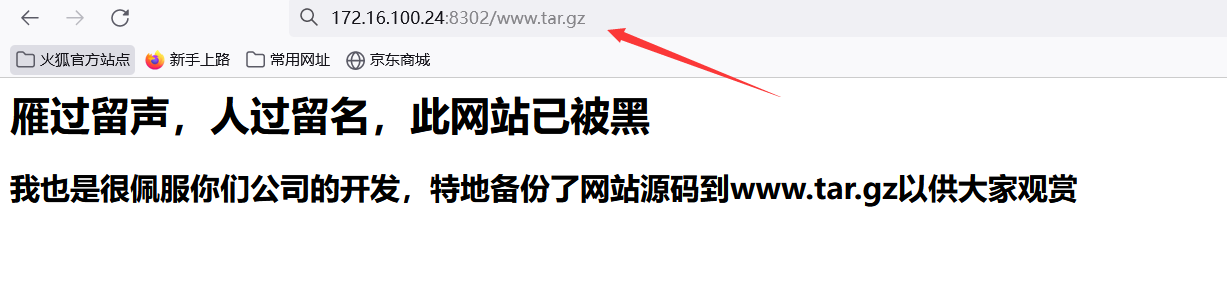 172.16.100.24:8302/www.tar.gz
火狐官方站点 新手上路 常用网址 京东商城
雁过留声，人过留名，此网站已被黑
我也是很佩服你们公司的开发，特地备份了网站源码到www.tar.gz以供大家观赏